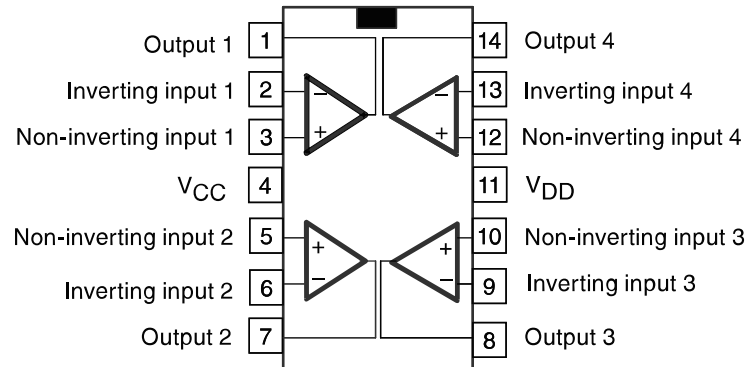 Output 1 1 14 Output 4
Inverting input 1 2 − − 13 Inverting input 4
Non-inverting input 1 3 + + 12 Non-inverting input 4
VCC 4 11 VDD
Non-inverting input 2 5 + + 10 Non-inverting input 3
Inverting input 2 6 − − 9 Inverting input 3
Output 2 7 8 Output 3